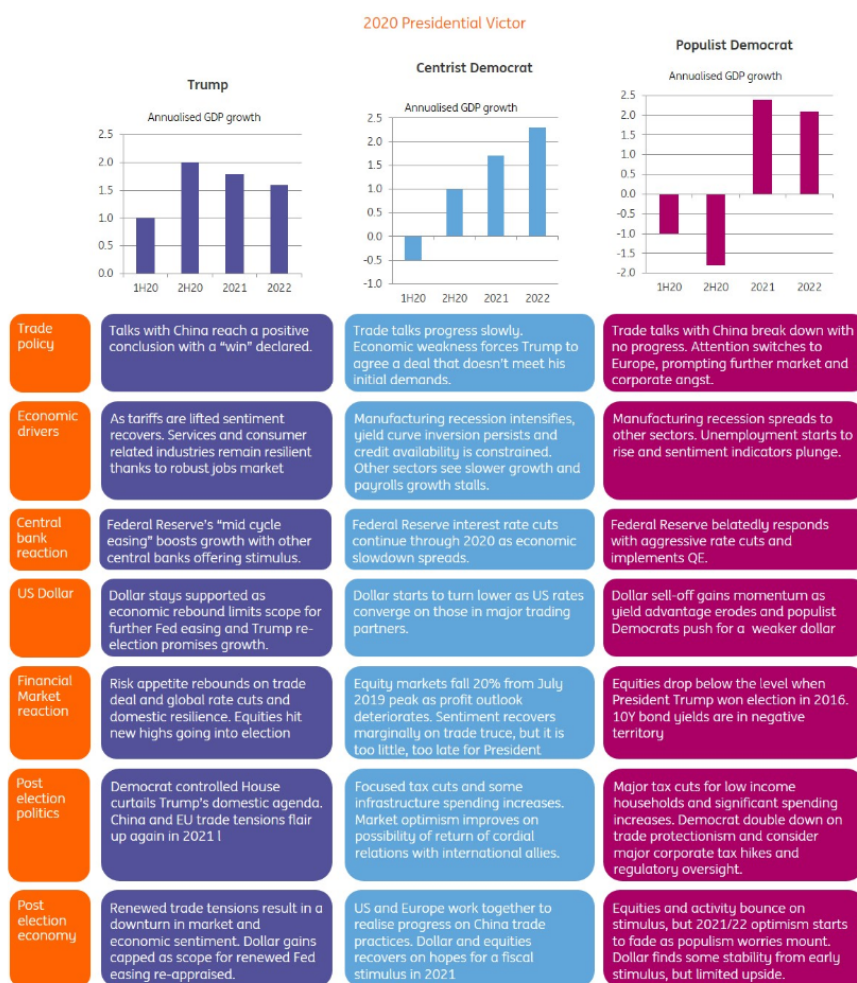 2020 Presidential Victor
Trump
Annualised GDP growth
2.5
2.0
1.5
1.0
0.5
0.0
1H20
2H20
2021
2022
Centrist Democrat
Annualised GDP growth
2.5
2.0
1.5
1.0
0.5
0.0
-0.5
-1.0
1H20
2H20
2021
2022
Populist Democrat
Annualised GDP growth
2.5
2.0
1.5
1.0
0.5
0.0
-0.5
-1.0
-1.5
-2.0
1H20
2H20
2021
2022
Trade
policy
Talks with China reach a positive
conclusion with a “win” declared.
Trade talks progress slowly.
Economic weakness forces Trump to
agree a deal that doesn’t meet his
initial demands.
Trade talks with China break down with
no progress. Attention switches to
Europe, prompting further market and
corporate angst.
Economic
drivers
As tariffs are lifted sentiment
recovers. Services and consumer
related industries remain resilient
thanks to robust jobs market
Manufacturing recession intensifies,
yield curve inversion persists and
credit availability is constrained.
Other sectors see slower growth and
payrolls growth stalls.
Manufacturing recession spreads to
other sectors. Unemployment starts to
rise and sentiment indicators plunge.
Central
bank
reaction
Federal Reserve’s “mid cycle
easing” boosts growth with other
central banks offering stimulus.
Federal Reserve interest rate cuts
continue through 2020 as economic
slowdown spreads.
Federal Reserve belatedly responds
with aggressive rate cuts and
implements QE.
US Dollar
Dollar stays supported as
economic rebound limits scope for
further Fed easing and Trump re-
election promises growth.
Dollar starts to turn lower as US rates
converge on those in major trading
partners.
Dollar sell-off gains momentum as
yield advantage erodes and populist
Democrats push for a weaker dollar
Financial
Market
reaction
Risk appetite rebounds on trade
deal and global rate cuts and
domestic resilience. Equities hit
new highs going into election
Equity markets fall 20% from July
2019 peak as profit outlook
deteriorates. Sentiment recovers
marginally on trade truce, but it is
too little, too late for President
Equities drop below the level when
President Trump won election in 2016.
10Y bond yields are in negative
territory
Post
election
politics
Democrat controlled House
curtails Trump’s domestic agenda.
China and EU trade tensions flair
up again in 2021 l
Focused tax cuts and some
infrastructure spending increases.
Market optimism improves on
possibility of return of cordial
relations with international allies.
Major tax cuts for low income
households and significant spending
increases. Democrat double down on
trade protectionism and consider
major corporate tax hikes and
regulatory oversight.
Post
election
economy
Renewed trade tensions result in a
downturn in market and
economic sentiment. Dollar gains
capped as scope for renewed Fed
easing re-appraised.
US and Europe work together to
realise progress on China trade
practices. Dollar and equities
recovers on hopes for a fiscal
stimulus in 2021
Equities and activity bounce on
stimulus, but 2021/22 optimism starts
to fade as populism worries mount.
Dollar finds some stability from early
stimulus, but limited upside.